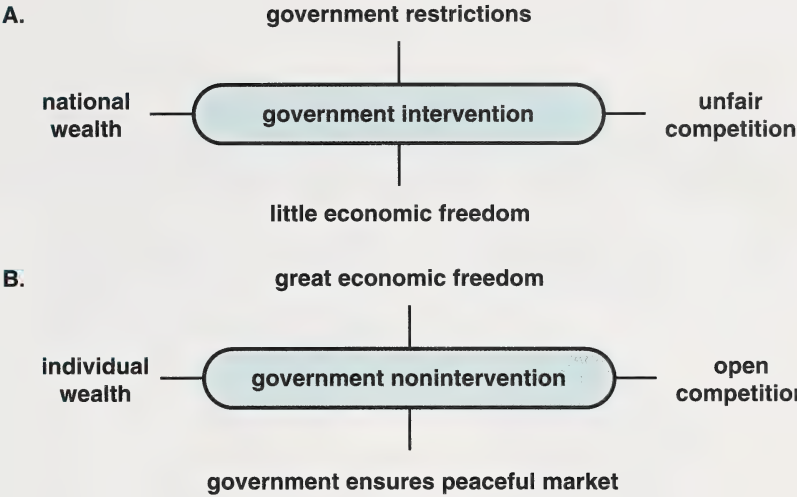 A.
government restrictions
national
wealth
government intervention
unfair
competition
little economic freedom
B.
great economic freedom
individual
wealth
government nonintervention
open
competitio
government ensures peaceful market